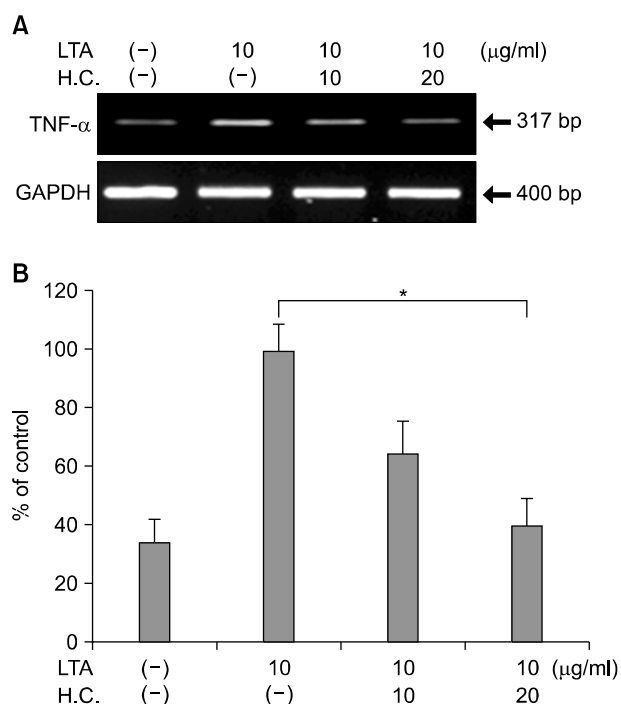 A
LTA (−) 10 10 10 (μg/ml)
H.C. (−) (−) 10 20
TNF-α 317 bp
GAPDH 400 bp
B
120
*
100
80
60
40
20
0
% of control
LTA (−) 10 10 10 (μg/ml)
H.C. (−) (−) 10 20